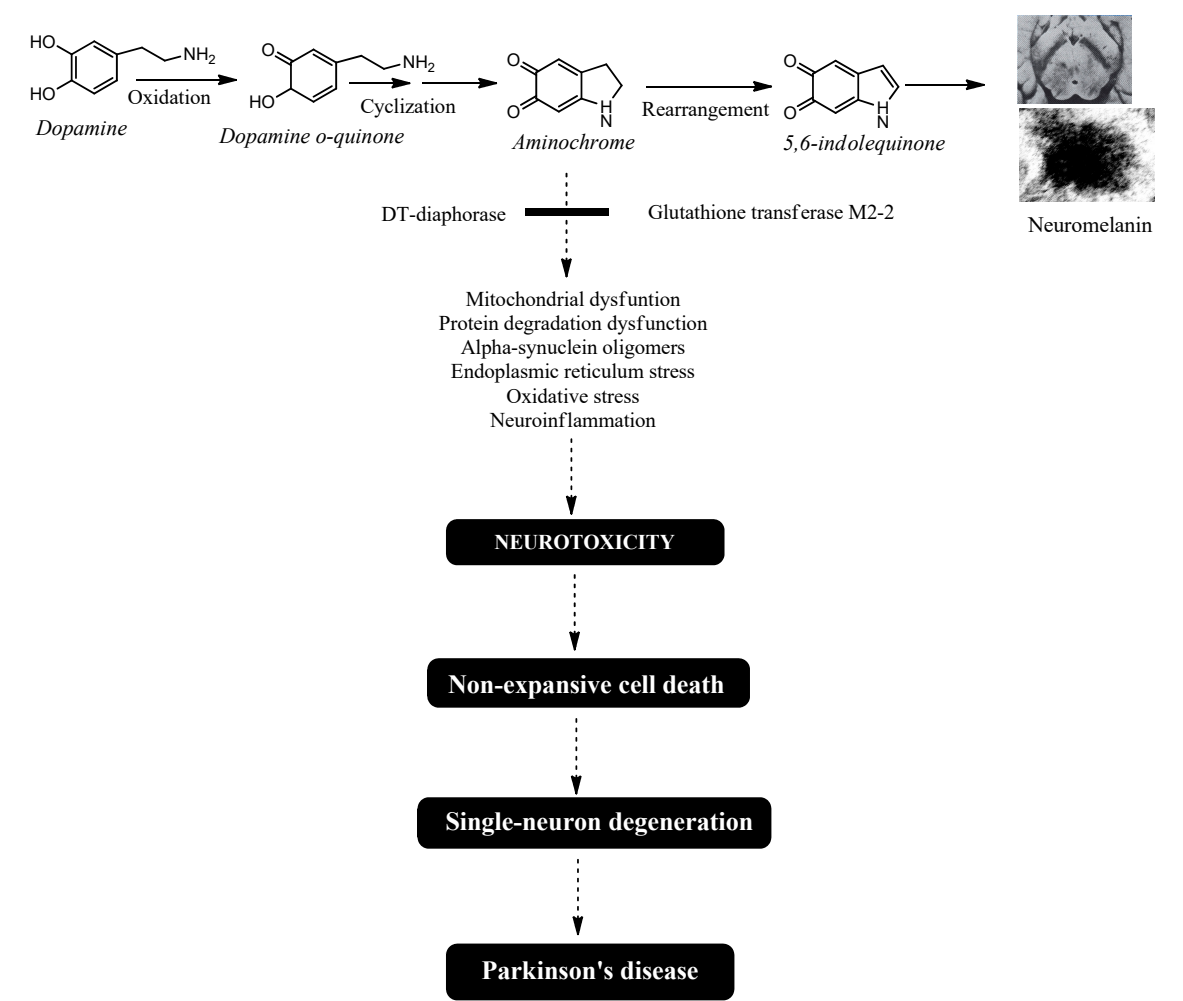 HO
HO
NH2
Oxidation
Dopamine
O
HO
NH2
Cyclization
Dopamine o-quinone
O
O
H
N
Aminochrome
Rearrangement
O
O
H
N
5,6-indolequinone
Neuromelanin
DT-diaphorase
Glutathione transferase M2-2
Mitochondrial dysfuntion
Protein degradation dysfunction
Alpha-synuclein oligomers
Endoplasmic reticulum stress
Oxidative stress
Neuroinflammation
NEUROTOXICITY
Non-expansive cell death
Single-neuron degeneration
Parkinson's disease